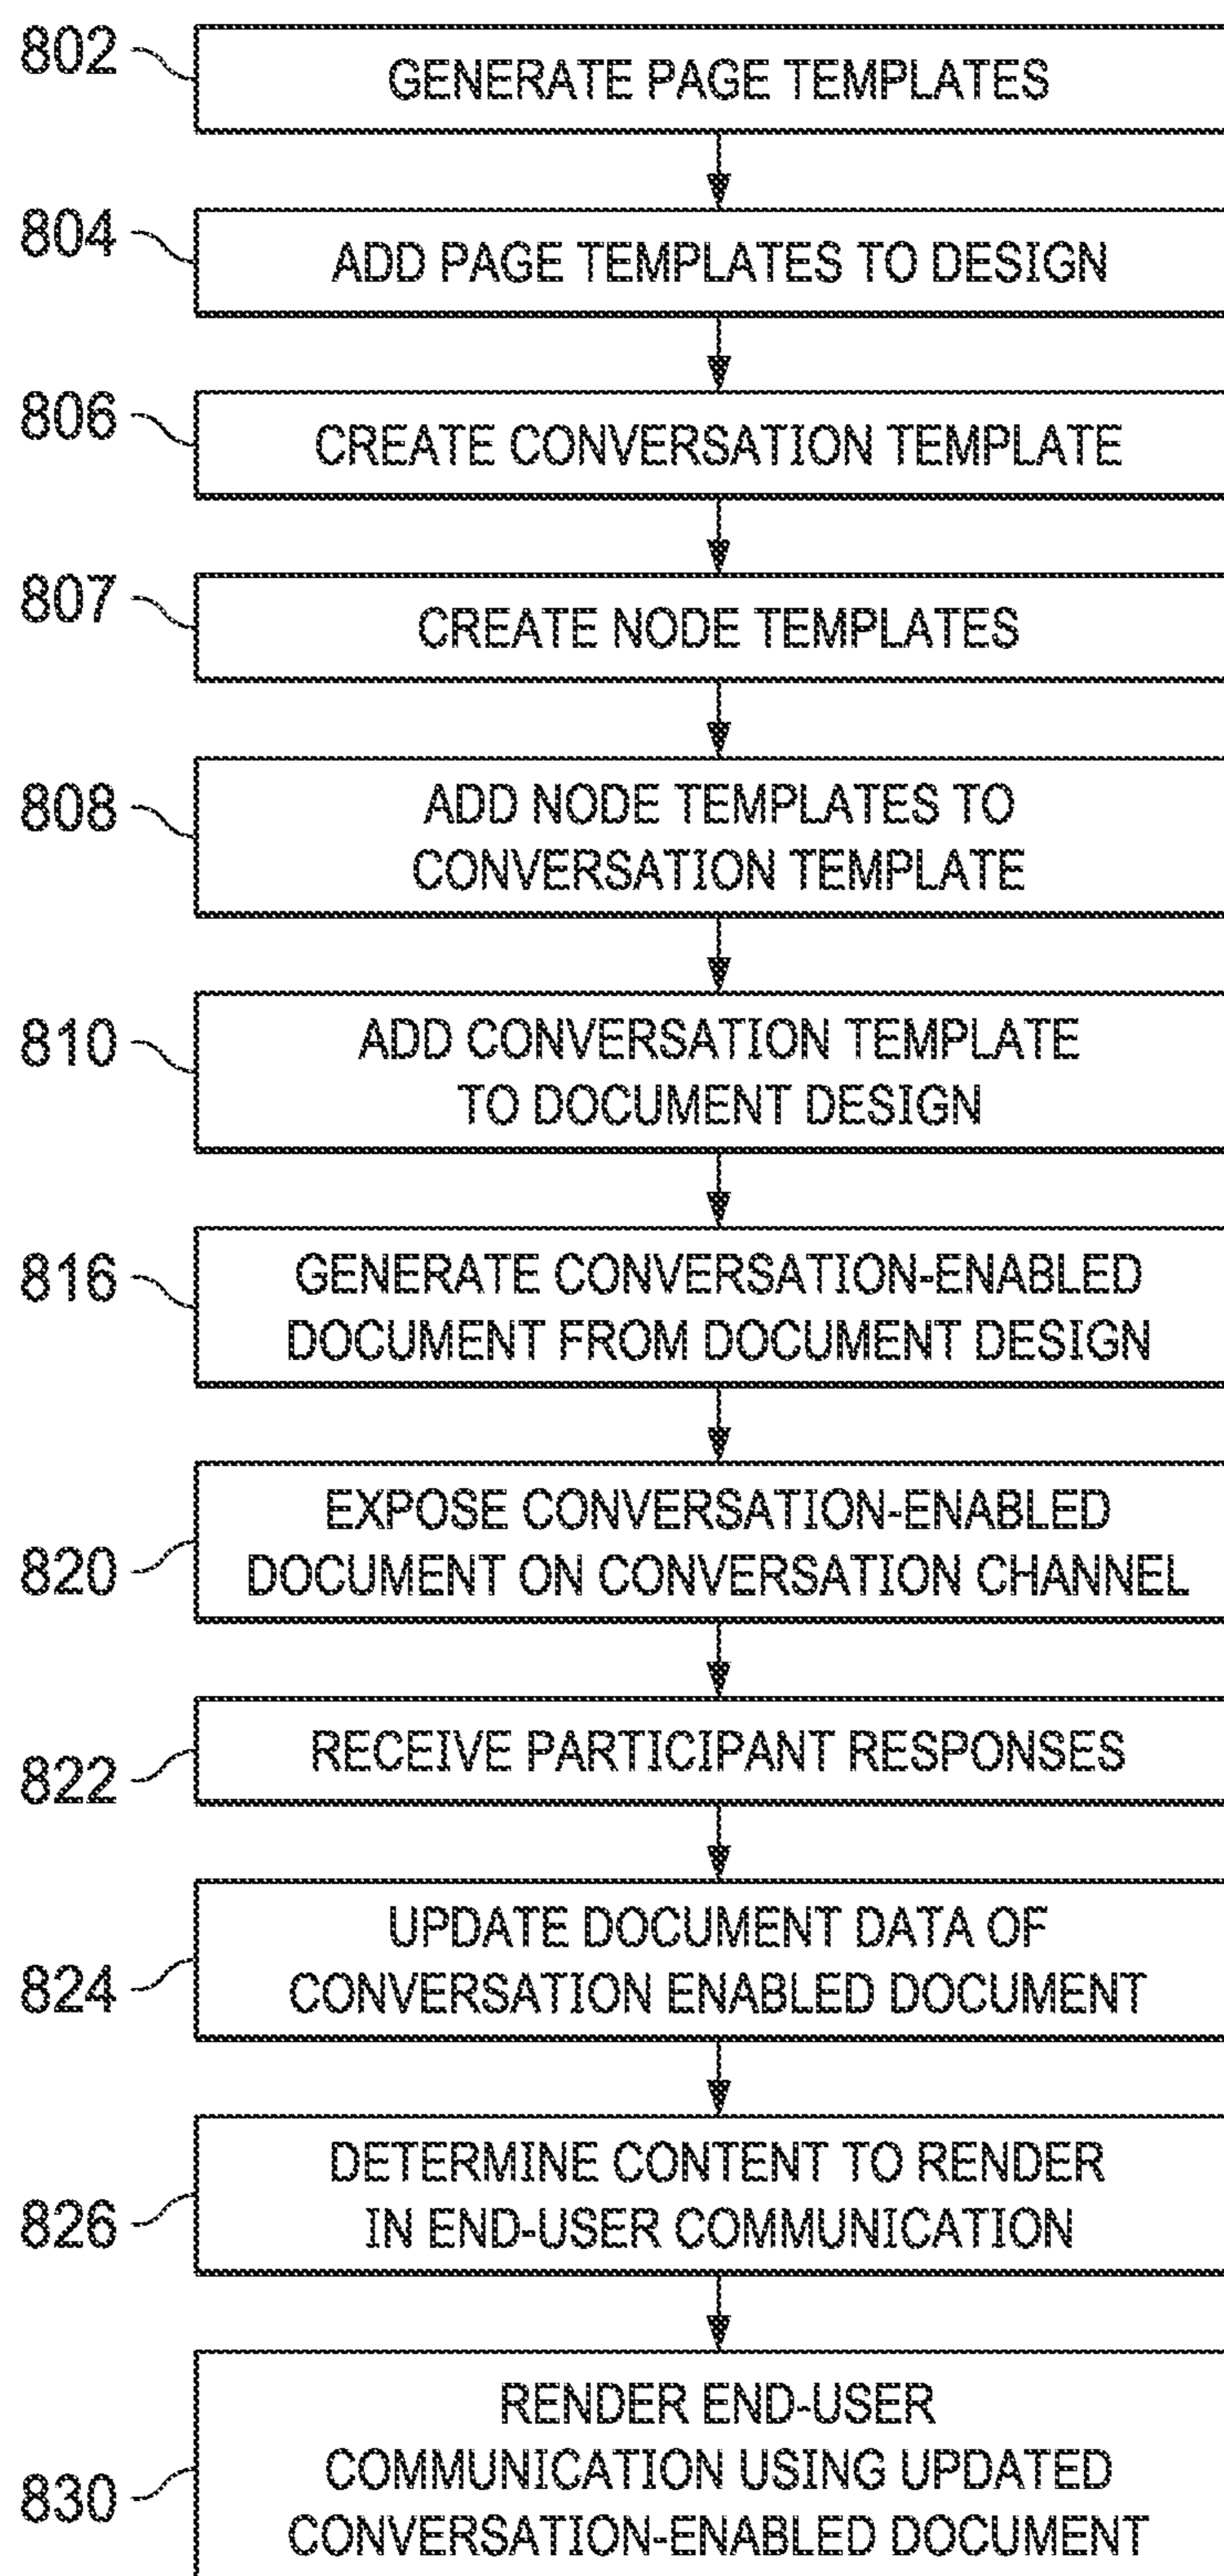 802
GENERATE PAGE TEMPLATES
804
ADD PAGE TEMPLATES TO DESIGN
806
CREATE CONVERSATION TEMPLATE
807
CREATE NODE TEMPLATES
808
ADD NODE TEMPLATES TO
CONVERSATION TEMPLATE
810
ADD CONVERSATION TEMPLATE
TO DOCUMENT DESIGN
816
GENERATE CONVERSATION-ENABLED
DOCUMENT FROM DOCUMENT DESIGN
820
EXPOSE CONVERSATION-ENABLED
DOCUMENT ON CONVERSATION CHANNEL
822
RECEIVE PARTICIPANT RESPONSES
824
UPDATE DOCUMENT DATA OF
CONVERSATION ENABLED DOCUMENT
826
DETERMINE CONTENT TO RENDER
IN END-USER COMMUNICATION
830
RENDER END-USER
COMMUNICATION USING UPDATED
CONVERSATION-ENABLED DOCUMENT